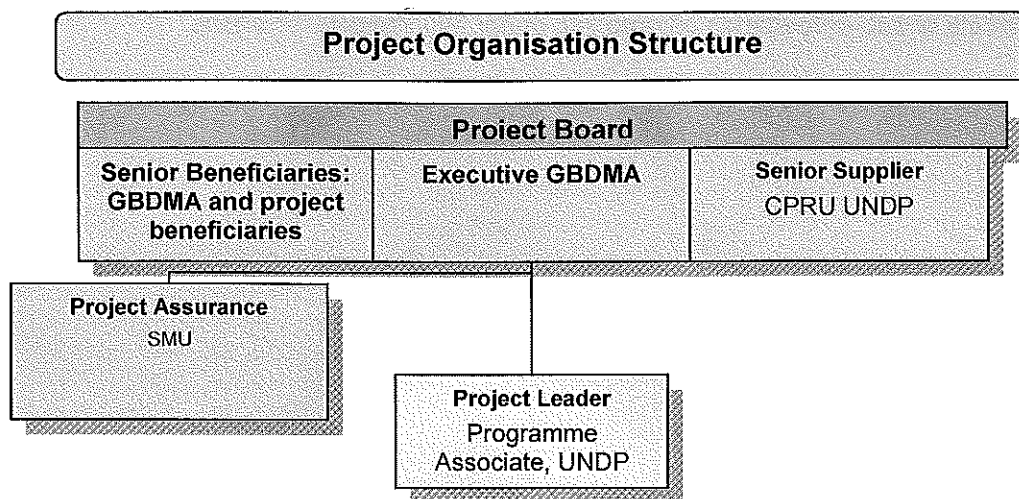 Project Organisation Structure
Project Board
Senior Beneficiaries:
GBDMA and project
beneficiaries
Executive GBDMA
Senior Supplier
CPRU UNDP
Project Assurance
SMU
Project Leader
Programme
Associate, UNDP